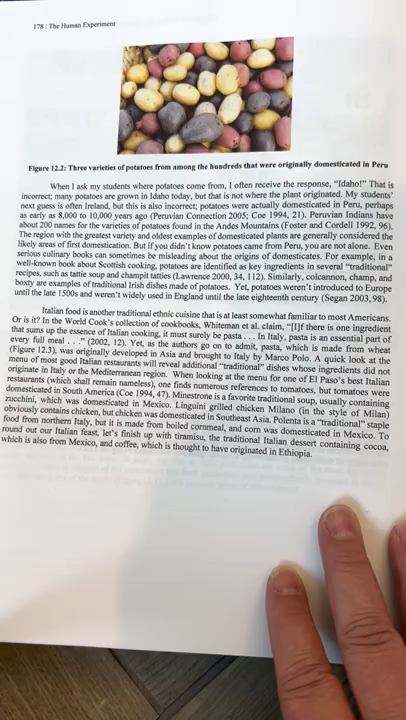 178 | The Human Experiment
Figure 12.2: Three varieties of potatoes from among the hundreds that were originally domesticated in Peru
When I ask my students where potatoes come from, I often receive the response, “Idaho!” That is
incorrect; many potatoes are grown in Idaho today, but that is not where the plant originated. My students’
next guess is often Ireland, but this is also incorrect; potatoes were actually domesticated in Peru, perhaps
as early as 8,000 to 10,000 years ago (Peruvian Connection 2005; Coe 1994, 21). Peruvian Indians have
about 200 names for the varieties of potatoes found in the Andes Mountains (Foster and Cordell 1992, 96).
The region with the greatest variety and oldest examples of domesticated plants are generally considered the
likely areas of first domestication. But if you didn’t know potatoes came from Peru, you are not alone. Even
serious culinary books can sometimes be misleading about the origins of domesticates. For example, in a
well-known book about Scottish cooking, potatoes are identified as key ingredients in several “traditional”
recipes, such as tattie soup and champit tatties (Lawrence 2000, 34, 112). Similarly, colcannon, champ, and
boxty are examples of traditional Irish dishes made of potatoes. Yet, potatoes weren’t introduced to Europe
until the late 1500s and weren’t widely used in England until the late eighteenth century (Segan 2003, 98).
Italian food is another traditional ethnic cuisine that is at least somewhat familiar to most Americans.
Or is it? In the World Cook’s collection of cookbooks, Whiteman et al. claim, “[I]f there is one ingredient
that sums up the essence of Italian cooking, it must surely be pasta . . . In Italy, pasta is an essential part of
every full meal . . .” (2002, 12). Yet, as the authors go on to admit, pasta, which is made from wheat
(Figure 12.3), was originally developed in Asia and brought to Italy by Marco Polo. A quick look at the
menu of most good Italian restaurants will reveal additional “traditional” dishes whose ingredients did not
originate in Italy or the Mediterranean region. When looking at the menu for one of El Paso’s best Italian
restaurants (which shall remain nameless), one finds numerous references to tomatoes, but tomatoes were
domesticated in South America (Coe 1994, 47). Minestrone is a favorite traditional soup, usually containing
zucchini, which was domesticated in Mexico. Linguini grilled chicken Milano (in the style of Milan)
obviously contains chicken, but chicken was domesticated in Southeast Asia. Polenta is a “traditional” staple
food from northern Italy, but it is made from boiled cornmeal, and corn was domesticated in Mexico. To
round out our Italian feast, let’s finish up with tiramisu, the traditional Italian dessert containing cocoa,
which is also from Mexico, and coffee, which is thought to have originated in Ethiopia.